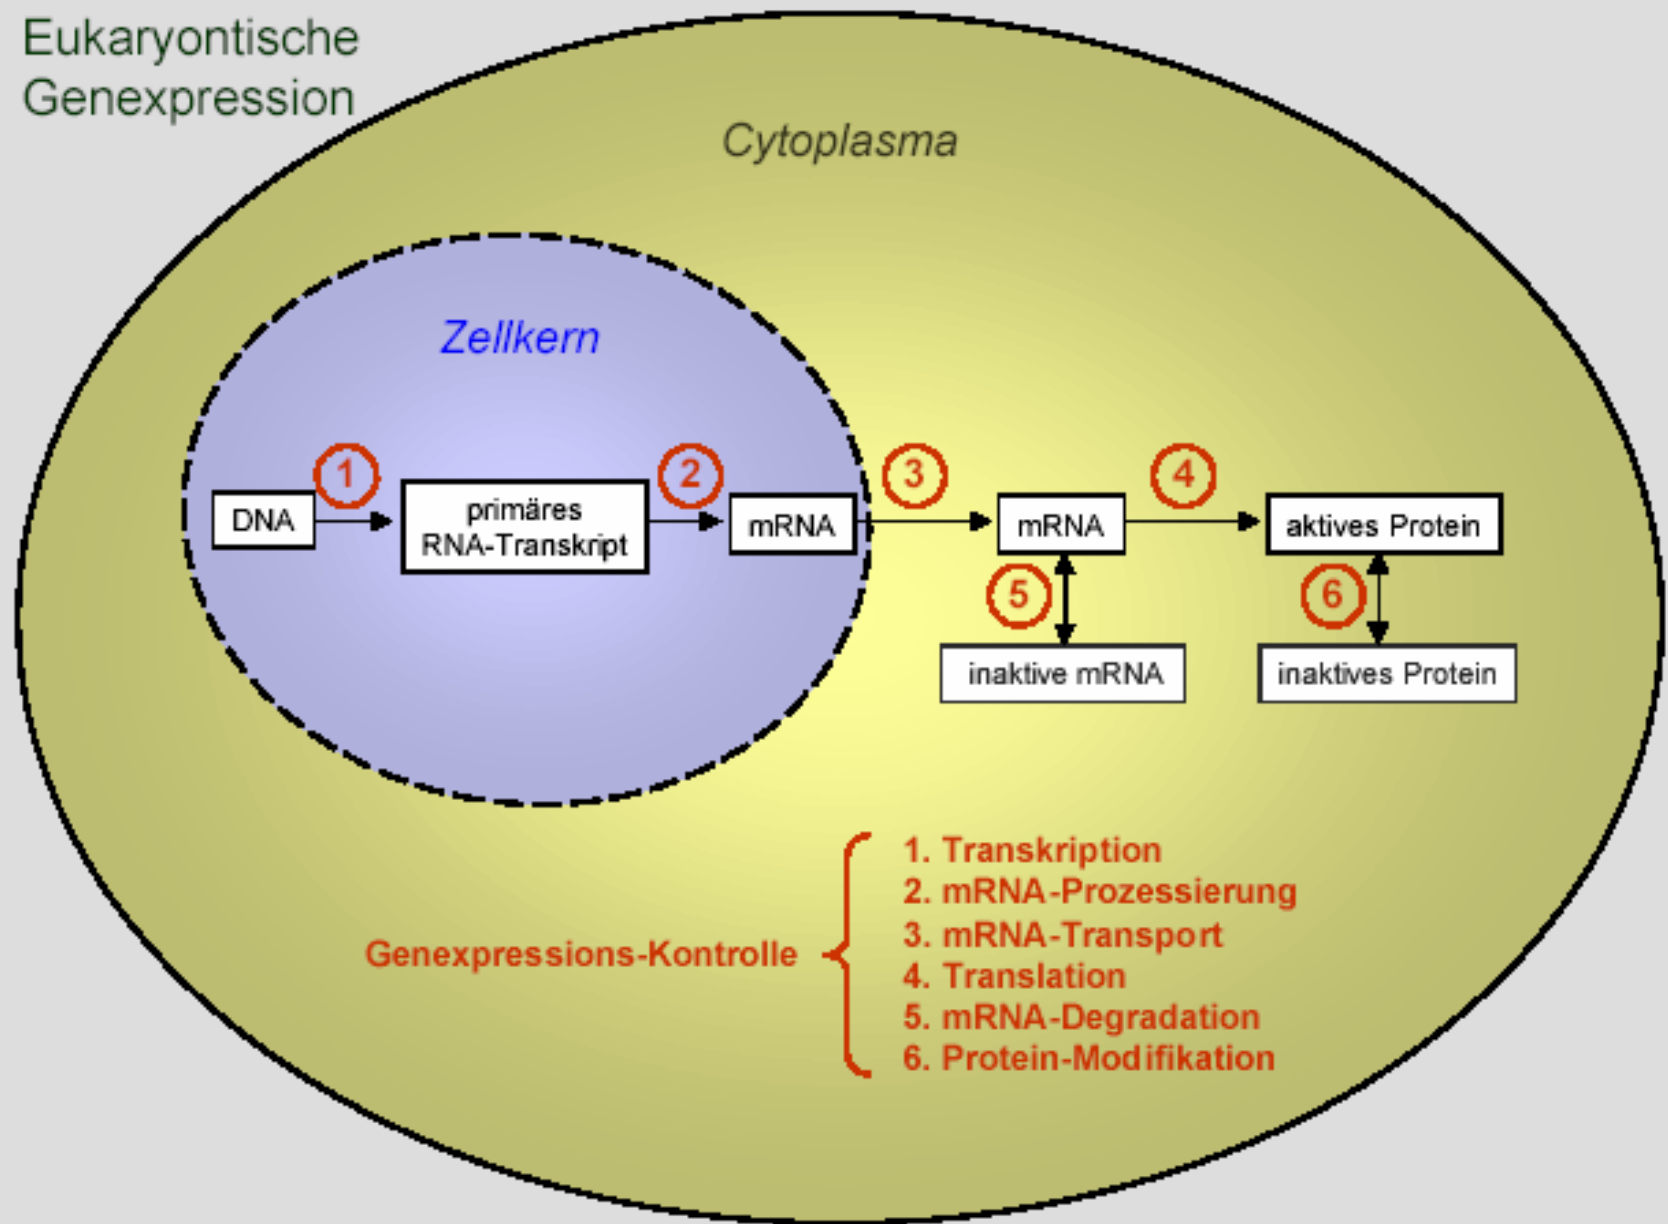 Eukaryontische
Genexpression
Cytoplasma
Zellkern
1
2
3
4
DNA
primäres
RNA-Transkript
mRNA
mRNA
aktives Protein
5
6
inaktive mRNA
inaktives Protein
Genexpressions-Kontrolle
1. Transkription
2. mRNA-Prozessierung
3. mRNA-Transport
4. Translation
5. mRNA-Degradation
6. Protein-Modifikation